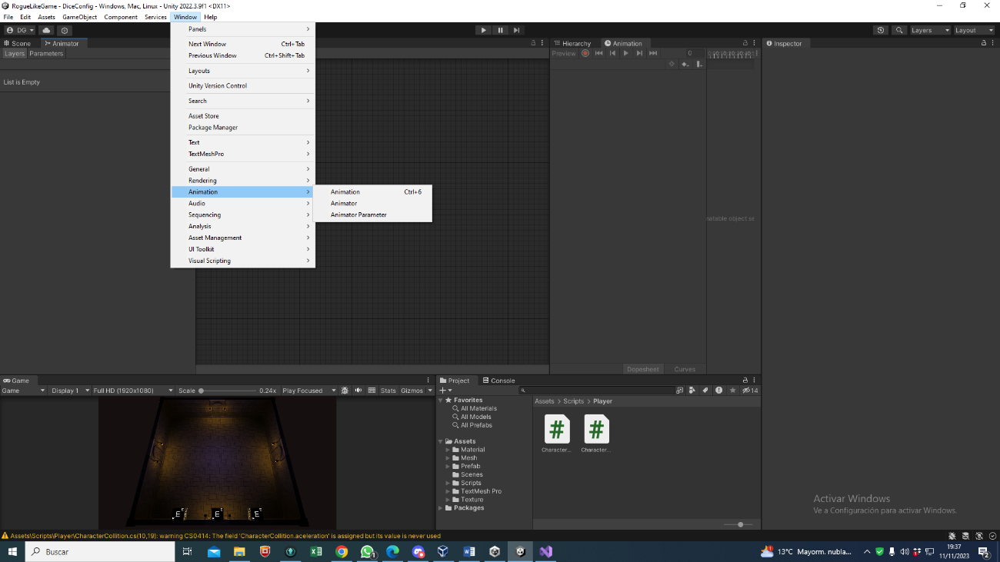 RogueLikeGame - DiceConfig - Windows, Mac, Linux - Unity 2022.3.9f1 <DX11>
File Edit Assets GameObject Component Services Window Help
DG
Layers Layout
Scene Animator
Layers Parameters
List is Empty
Panels
Next Window Ctrl+Tab
Previous Window Ctrl+Shift+Tab
Layouts
Unity Version Control
Search
Asset Store
Package Manager
Text
TextMeshPro
General
Rendering
Animation
Audio
Sequencing
Analysis
Asset Management
UI Toolkit
Visual Scripting
Animation Ctrl+6
Animator
Animator Parameter
Hierarchy Animation
Preview 0
natable object se
Dopesheet Curves
Inspector
Game
Game Display 1 Full HD (1920x1080) Scale 0.24x Play Focused Stats Gizmos
E E E
Project Console
14
Favorites
All Materials
All Models
All Prefabs
Assets
Material
Mesh
Prefab
Scenes
Scripts
TextMesh Pro
Texture
Packages
Assets > Scripts > Player
# #
Character... Character...
Activar Windows
Ve a Configuración para activar Windows.
Assets\Scripts\Player\CharacterCollition.cs(10,19): warning CS0414: The field 'CharacterCollition.aceleration' is assigned but its value is never used
Buscar
13°C Mayorm. nubla...
19:37
11/11/2023
2